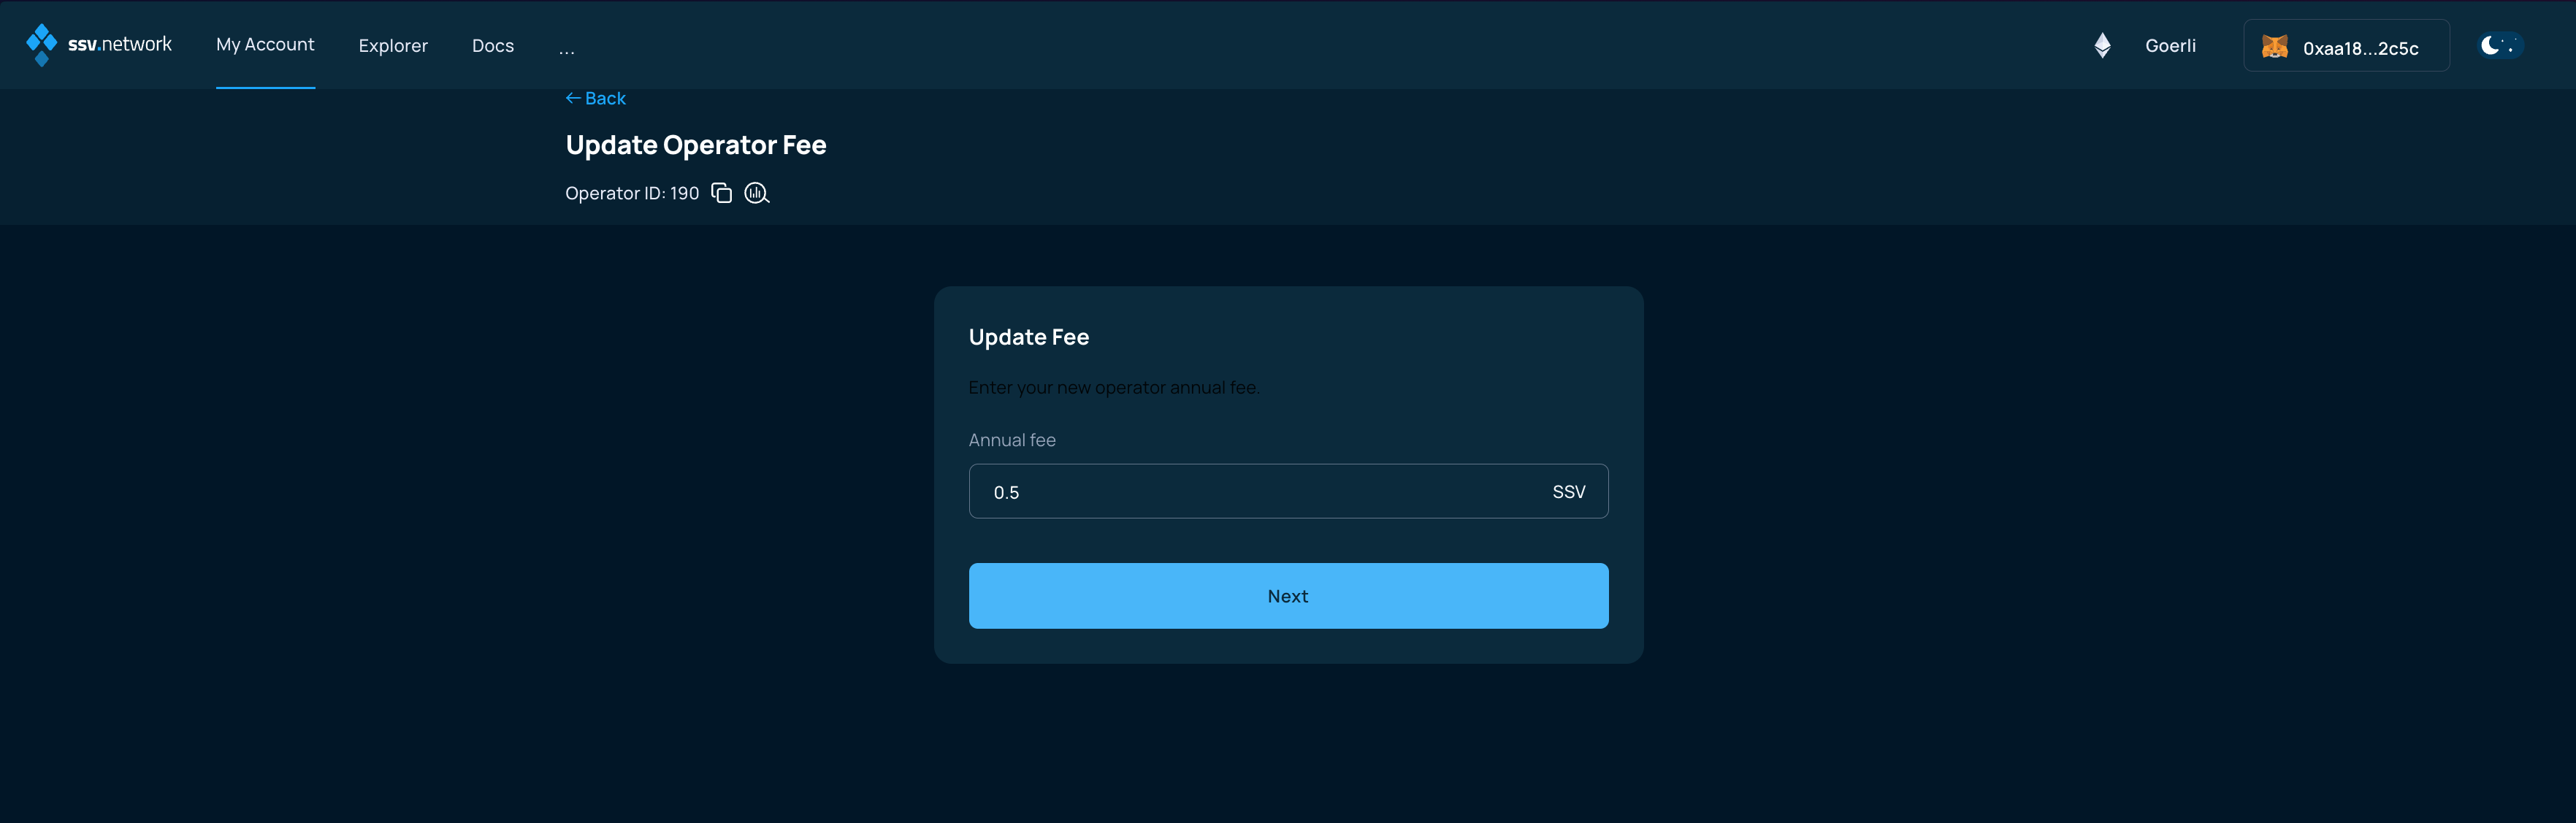 ssv.network
My Account
Explorer
Docs
...
Goerli
0xaa18...2c5c
← Back
Update Operator Fee
Operator ID: 190
Update Fee
Enter your new operator annual fee.
Annual fee
0.5
SSV
Next